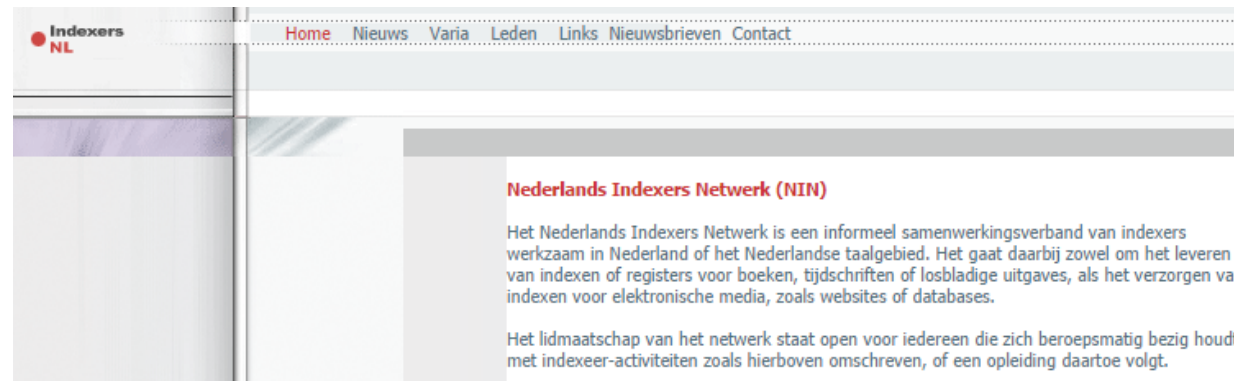 Indexers
NL
Home Nieuws Varia Leden Links Nieuwsbrieven Contact
Nederlands Indexers Netwerk (NIN)
Het Nederlands Indexers Netwerk is een informeel samenwerkingsverband van indexers
werkzaam in Nederland of het Nederlandse taalgebied. Het gaat daarbij zowel om het leveren
van indexen of registers voor boeken, tijdschriften of losbladige uitgaves, als het verzorgen va
indexen voor elektronische media, zoals websites of databases.
Het lidmaatschap van het netwerk staat open voor iedereen die zich beroepsmatig bezig houdt
met indexeer-activiteiten zoals hierboven omschreven, of een opleiding daartoe volgt.